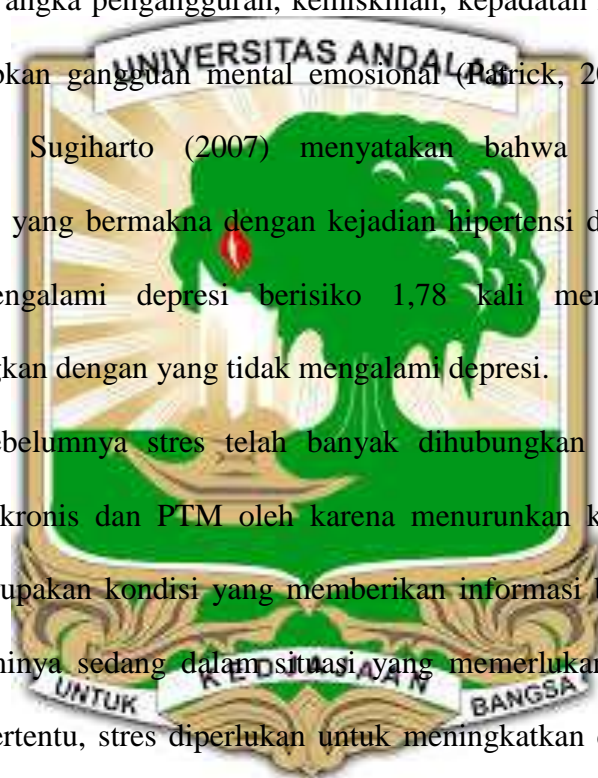 angka pengangguran, kemiskinan, kepadatan
UNIVERSITAS ANDALAS
bkan gangguan mental emosional (Patrick, 20
Sugiharto (2007) menyatakan bahwa
yang bermakna dengan kejadian hipertensi d
engalami depresi berisiko 1,78 kali me
gkan dengan yang tidak mengalami depresi.
ebelumnya stres telah banyak dihubungkan
kronis dan PTM oleh karena menurunkan k
upakan kondisi yang memberikan informasi b
inya sedang dalam situasi yang memerlukan
UNTUK KEDJAJAAN BANGSA
ertentu, stres diperlukan untuk meningkatkan